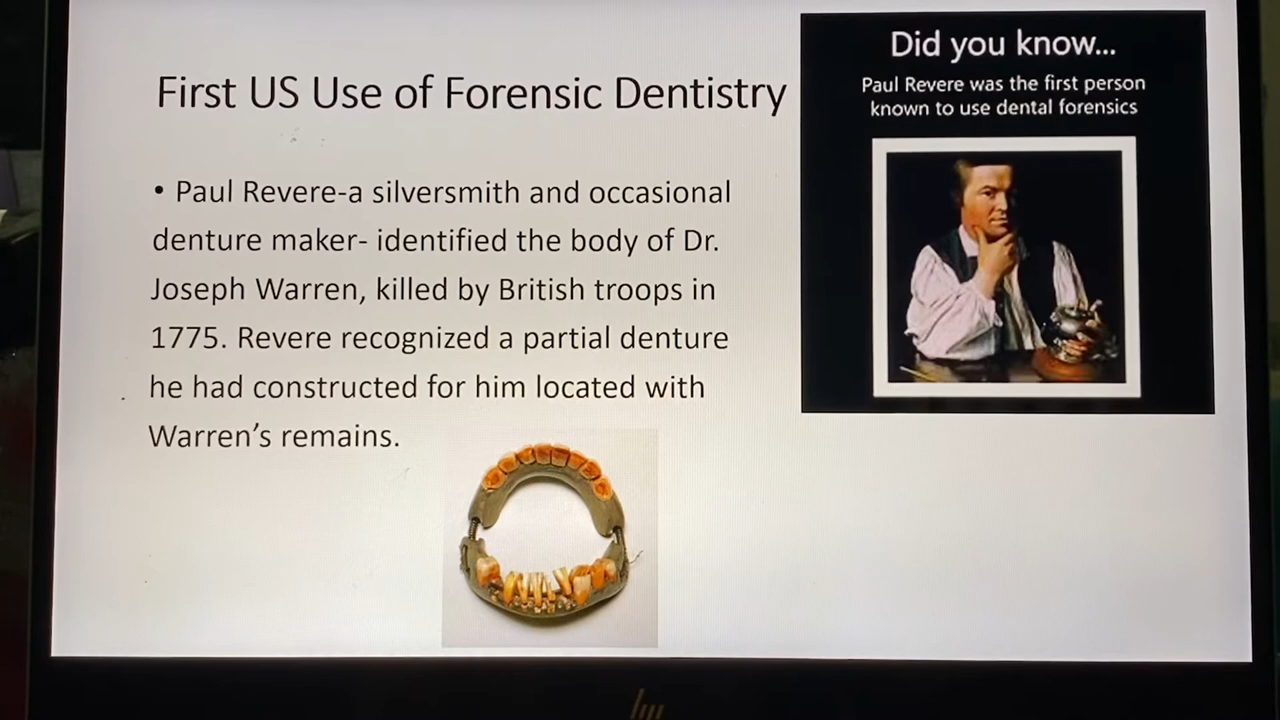 First US Use of Forensic Dentistry
• Paul Revere-a silversmith and occasional
denture maker- identified the body of Dr.
Joseph Warren, killed by British troops in
1775. Revere recognized a partial denture
he had constructed for him located with
Warren’s remains.
Did you know...
Paul Revere was the first person
known to use dental forensics
hp